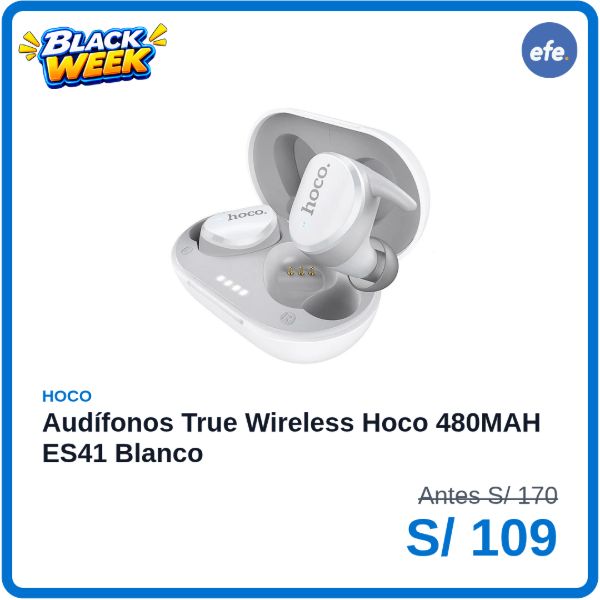 BLACK
WEEK
efe.
hoco.
hoco.
R
HOCO
Audífonos True Wireless Hoco 480MAH
ES41 Blanco
Antes S/ 170
S/ 109